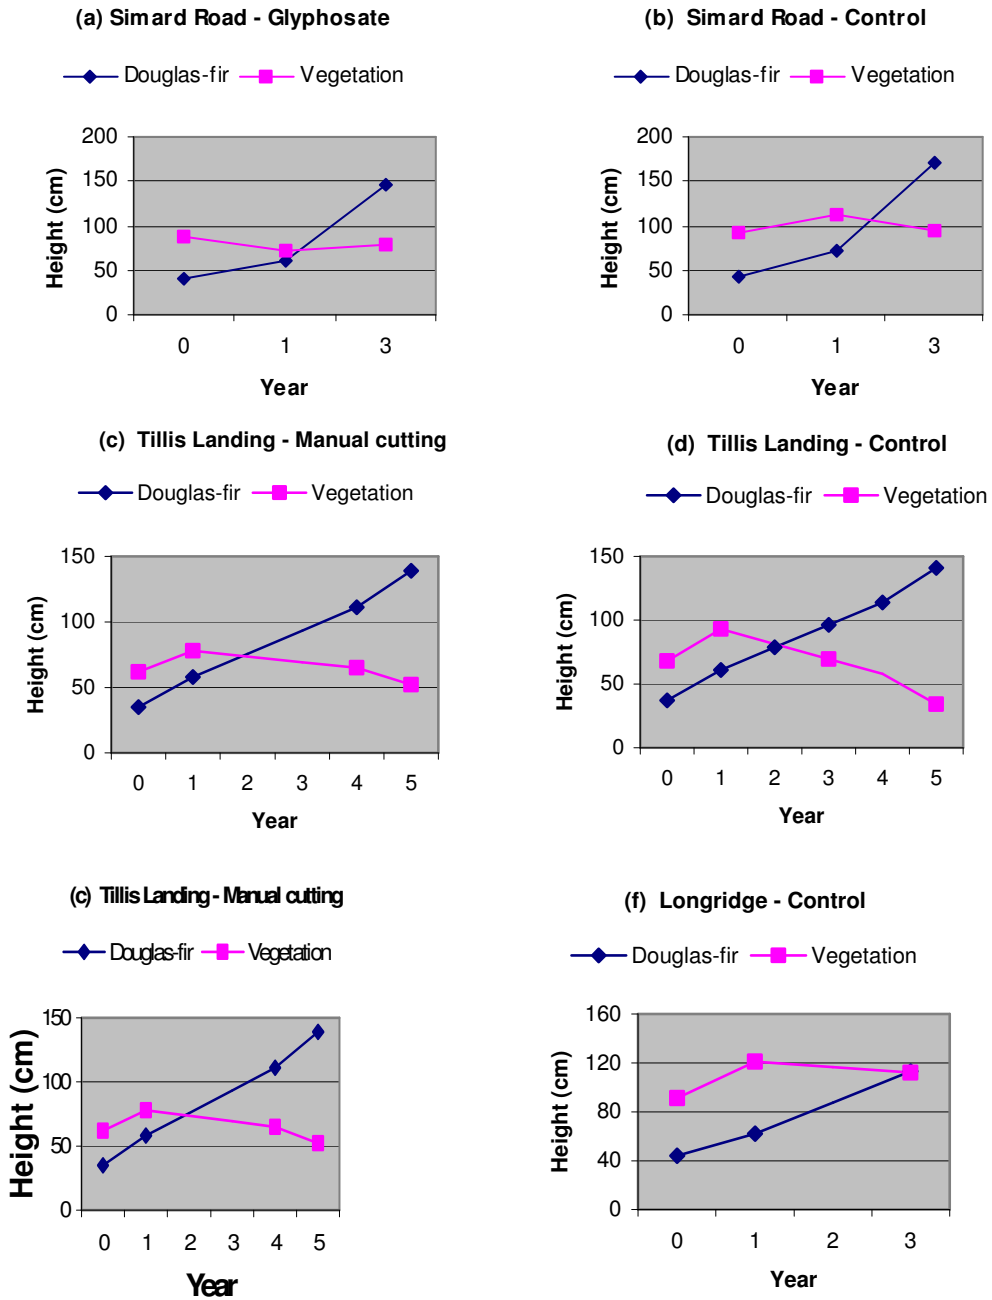 (a) Simard Road - Glyphosate
Douglas-fir Vegetation
Height (cm)
200
150
100
50
0
0 1 3
Year
(b) Simard Road - Control
Douglas-fir Vegetation
Height (cm)
200
150
100
50
0
0 1 3
Year
(c) Tillis Landing - Manual cutting
Douglas-fir Vegetation
Height (cm)
150
100
50
0
0 1 2 3 4 5
Year
(d) Tillis Landing - Control
Douglas-fir Vegetation
Height (cm)
150
100
50
0
0 1 2 3 4 5
Year
(c) Tillis Landing - Manual cutting
Douglas-fir Vegetation
Height (cm)
150
100
50
0
0 1 2 3 4 5
Year
(f) Longridge - Control
Douglas-fir Vegetation
Height (cm)
160
120
80
40
0
0 1 2 3
Year